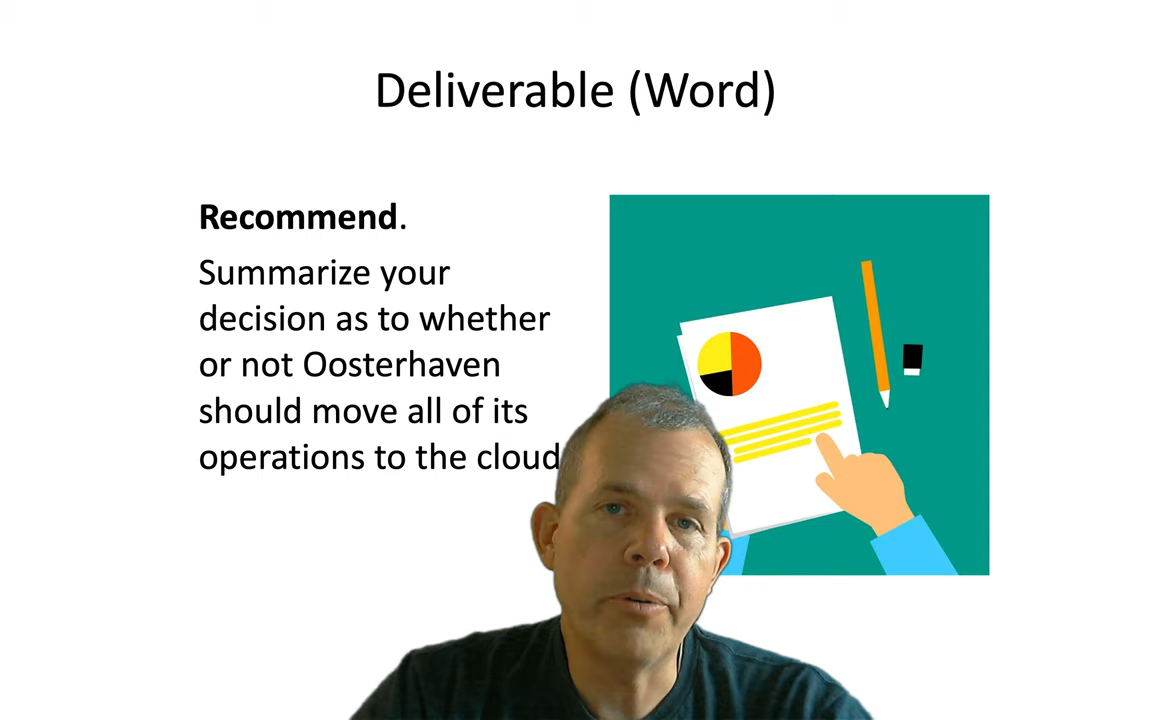 Deliverable (Word)
Recommend.
Summarize your
decision as to whether
or not Oosterhaven
should move all of its
operations to the cloud